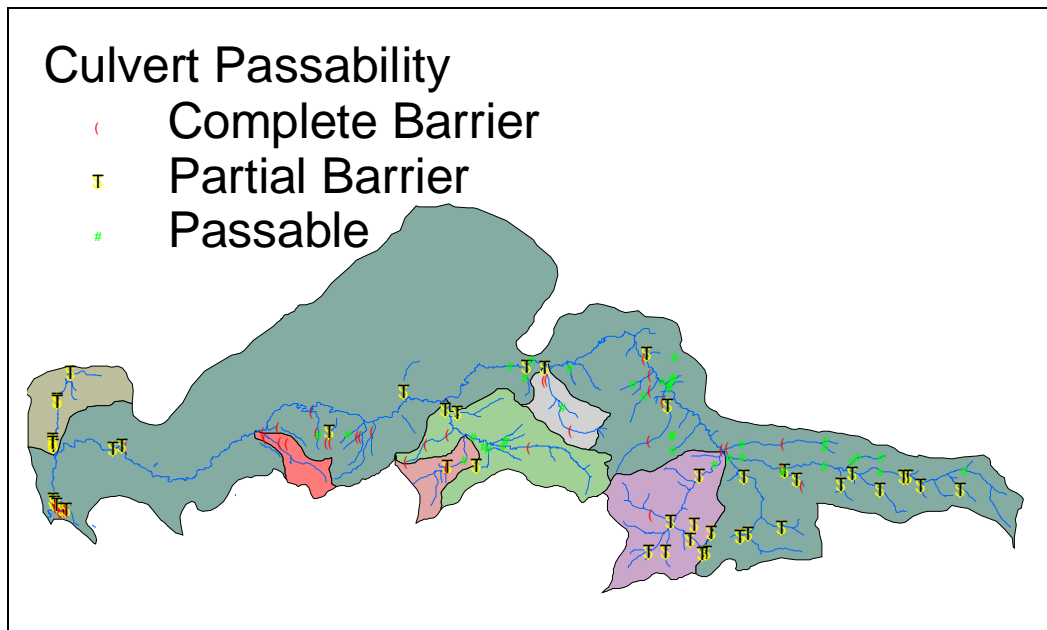 Culvert Passability
( Complete Barrier
T Partial Barrier
# Passable